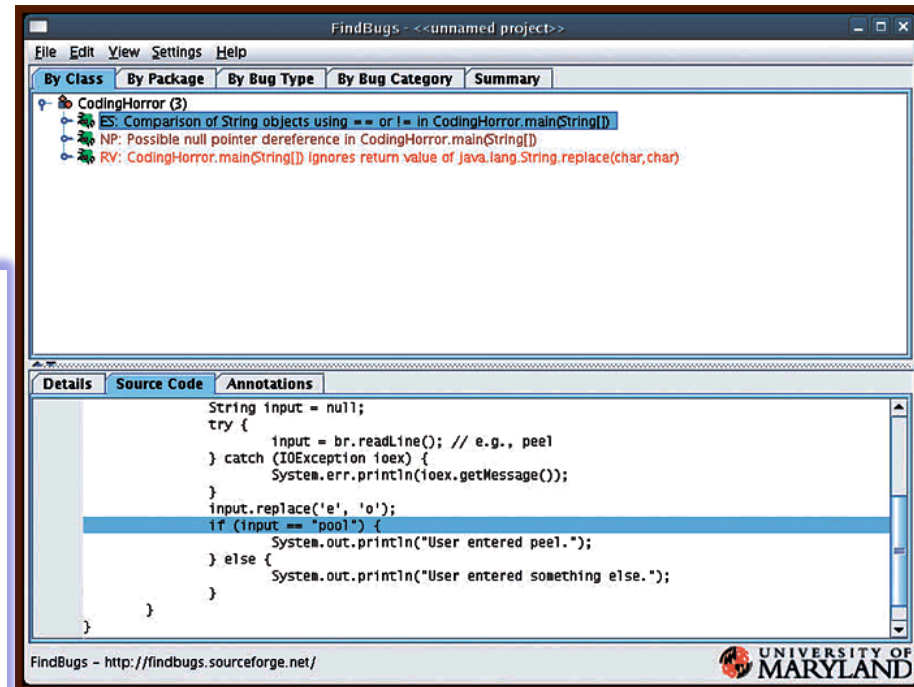 FindBugs - <<unnamed project>>
File Edit View Settings Help
By Class By Package By Bug Type By Bug Category Summary
CodingHorror (3)
ES: Comparison of String objects using == or != in CodingHorror.main(String[])
NP: Possible null pointer dereference in CodingHorror.main(String[])
RV: CodingHorror.main(String[]) ignores return value of java.lang.String.replace(char,char)
Details Source Code Annotations
String input = null;
try {
input = br.readLine(); // e.g., peel
} catch (IOException ioex) {
System.err.println(ioex.getMessage());
}
input.replace('e', 'o');
if (input == "pool") {
System.out.println("User entered peel.");
} else {
System.out.println("User entered something else.");
}
}
}
FindBugs - http://findbugs.sourceforge.net/
UNIVERSITY OF
MARYLAND